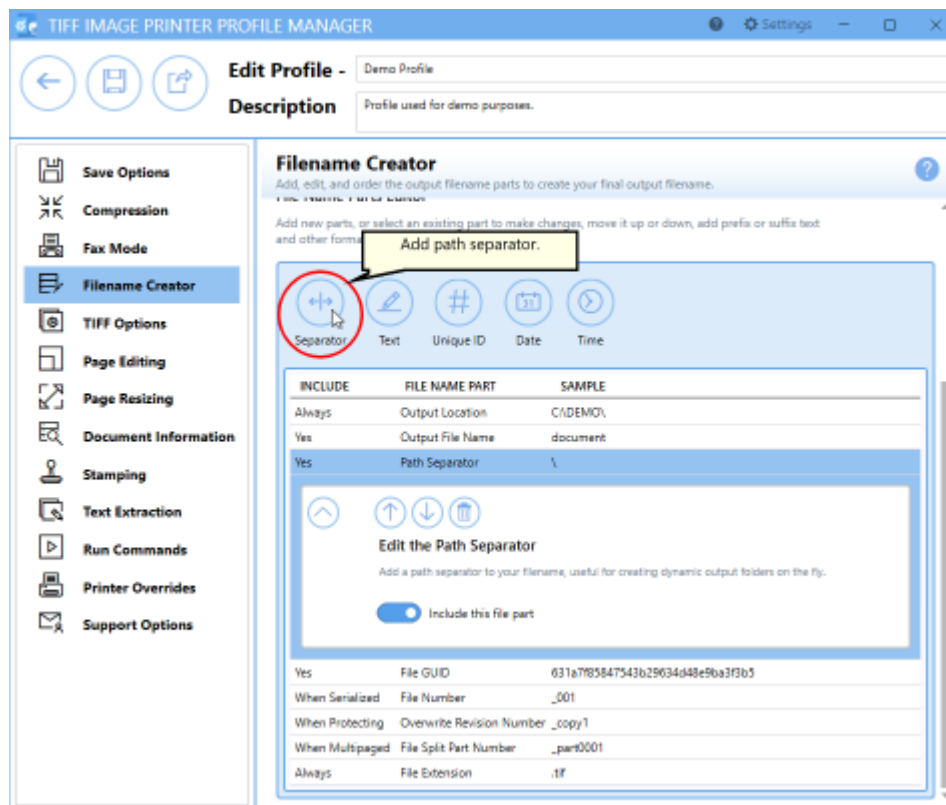 TIFF IMAGE PRINTER PROFILE MANAGER
Settings
Edit Profile -
Demo Profile
Description
Profile used for demo purposes.
Save Options
Compression
Fax Mode
Filename Creator
TIFF Options
Page Editing
Page Resizing
Document Information
Stamping
Text Extraction
Run Commands
Printer Overrides
Support Options
Filename Creator
Add, edit, and order the output filename parts to create your final output filename.
File Name Parts Editor
Add new parts, or select an existing part to make changes, move it up or down, add prefix or suffix text
and other
Add path separator.
Separator
Text
Unique ID
Date
Time
INCLUDE FILE NAME PART SAMPLE
Always Output Location C:\DEMO\
Yes Output File Name document
Yes Path Separator \
Edit the Path Separator
Add a path separator to your filename, useful for creating dynamic output folders on the fly.
Include this file part
Yes File GUID 631a7f85847543b29634d48e9ba3f3b5
When Serialized File Number _001
When Protecting Overwrite Revision Number _copy1
When Multipaged File Split Part Number _part0001
Always File Extension .tif